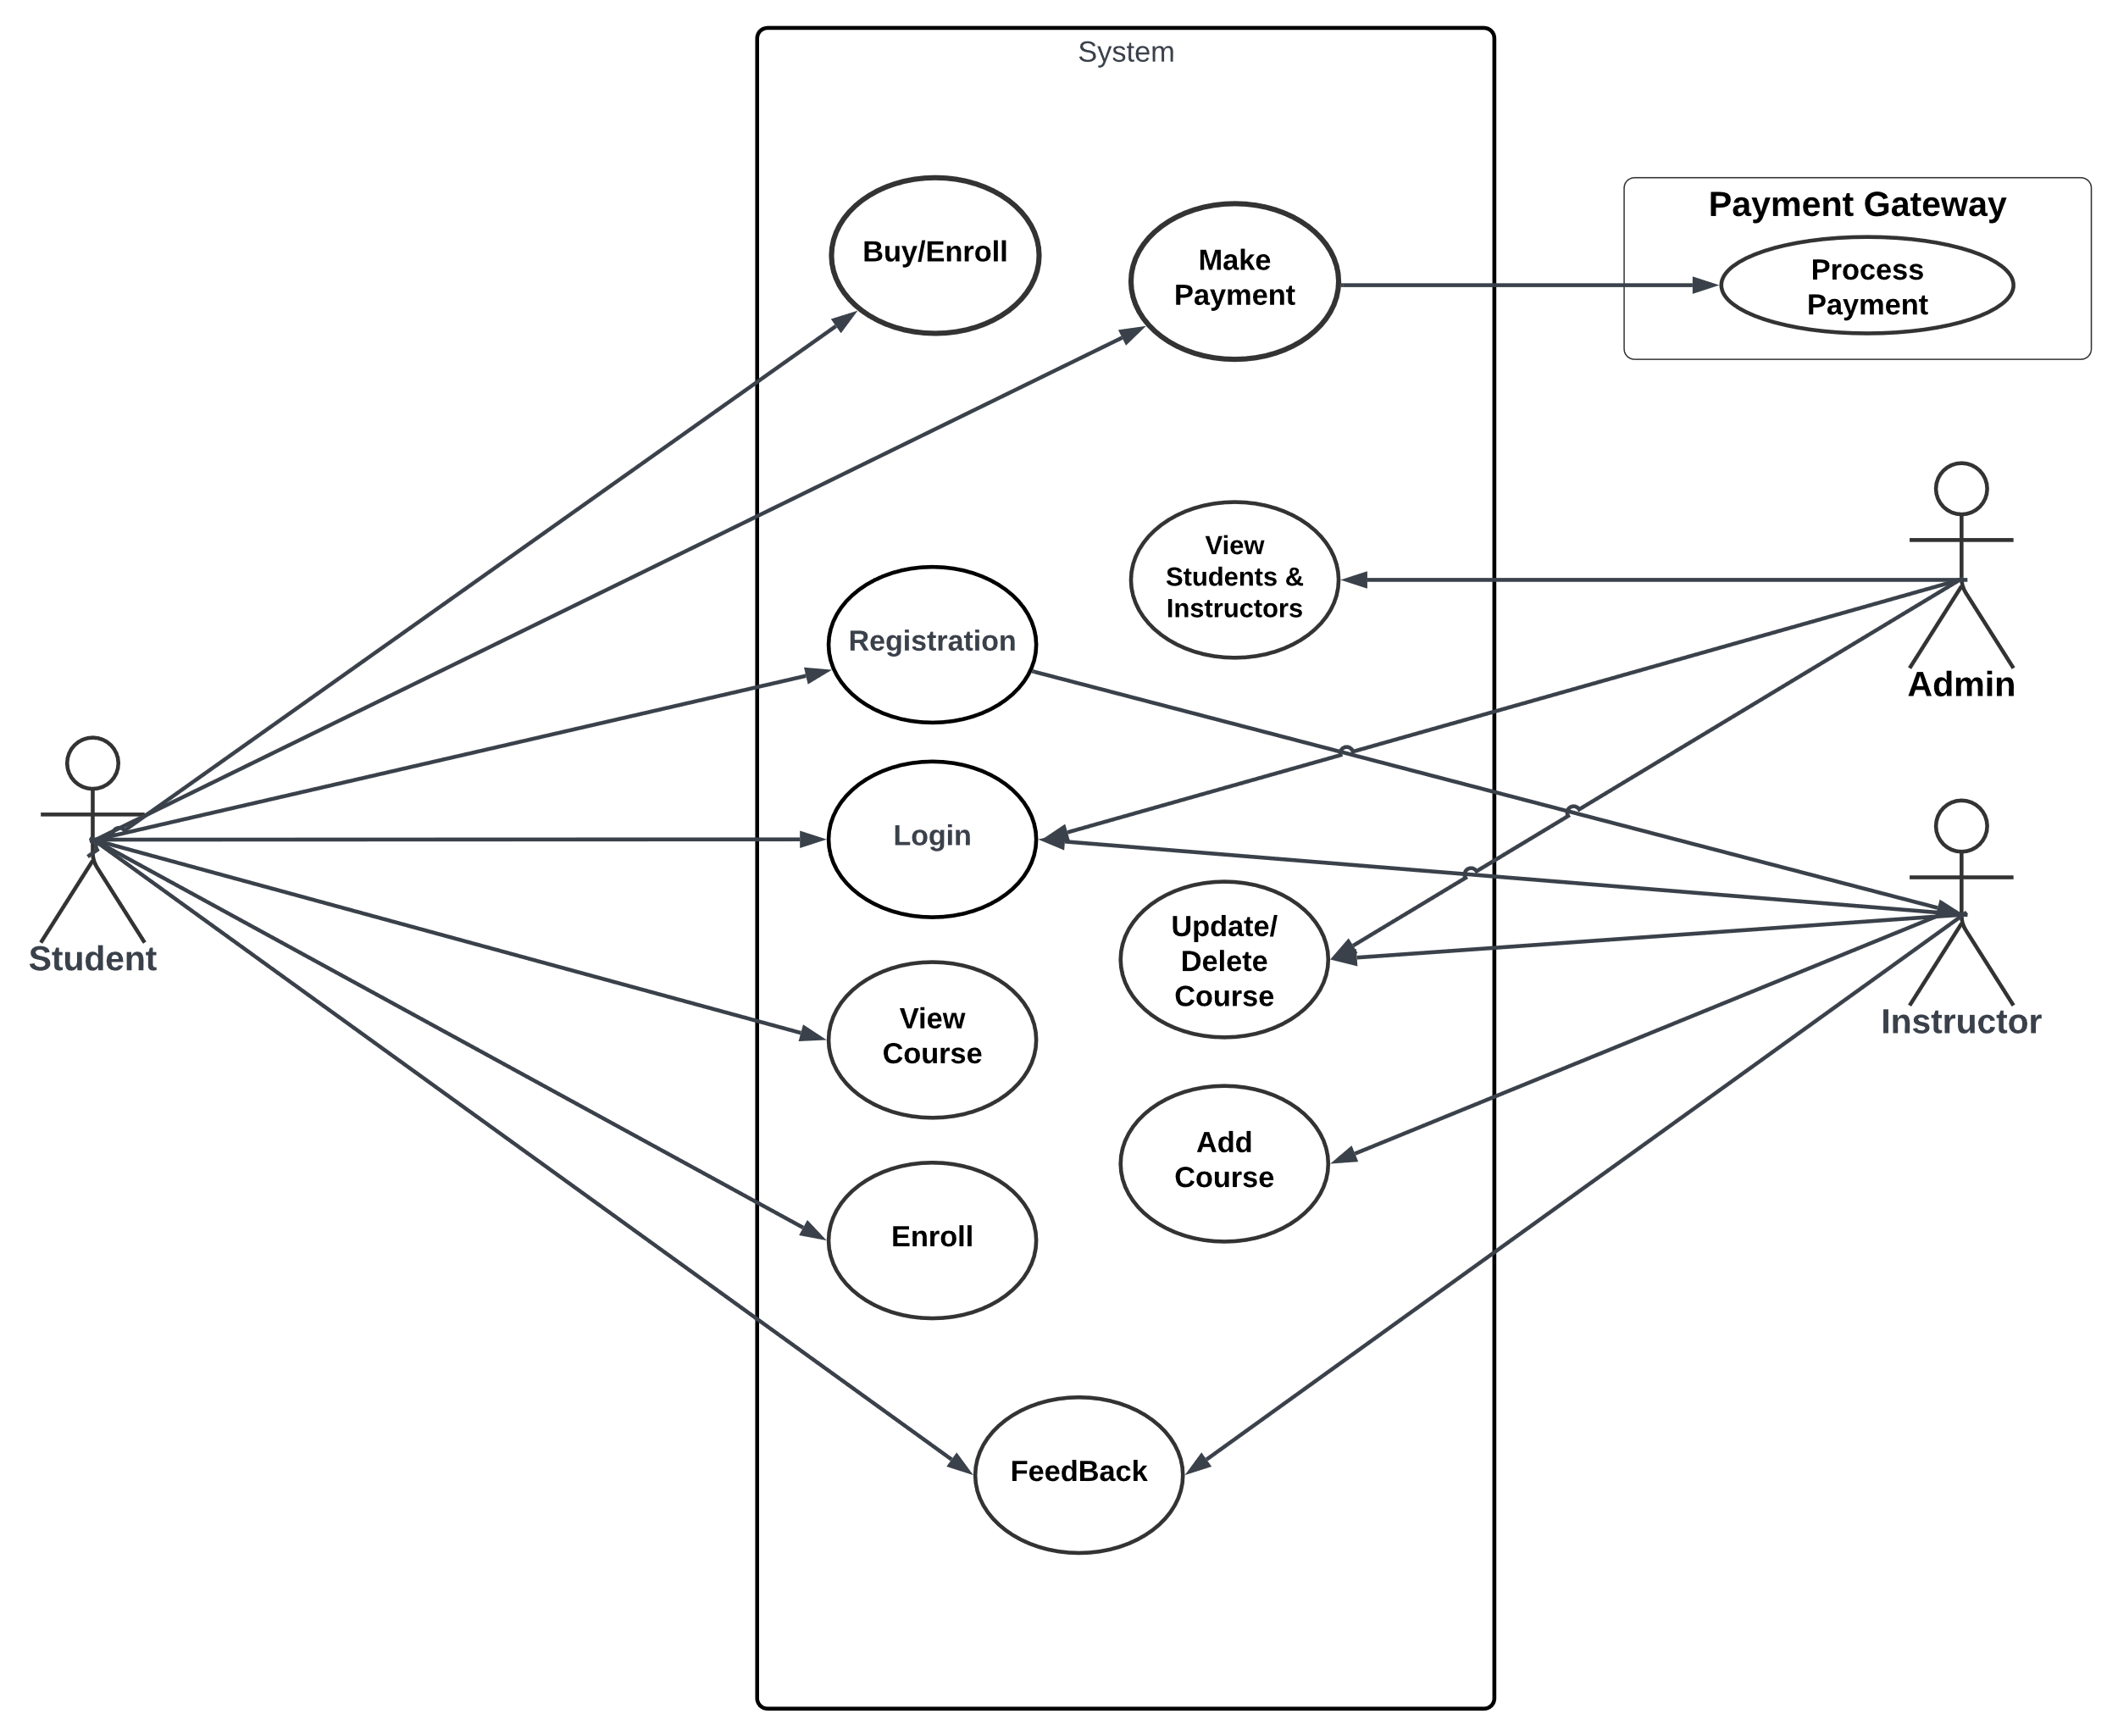 System
Buy/Enroll
Make
Payment
Payment Gateway
Process
Payment
View
Students &
Instructors
Registration
Admin
Login
Student
Update/
Delete
Course
Instructor
View
Course
Add
Course
Enroll
FeedBack